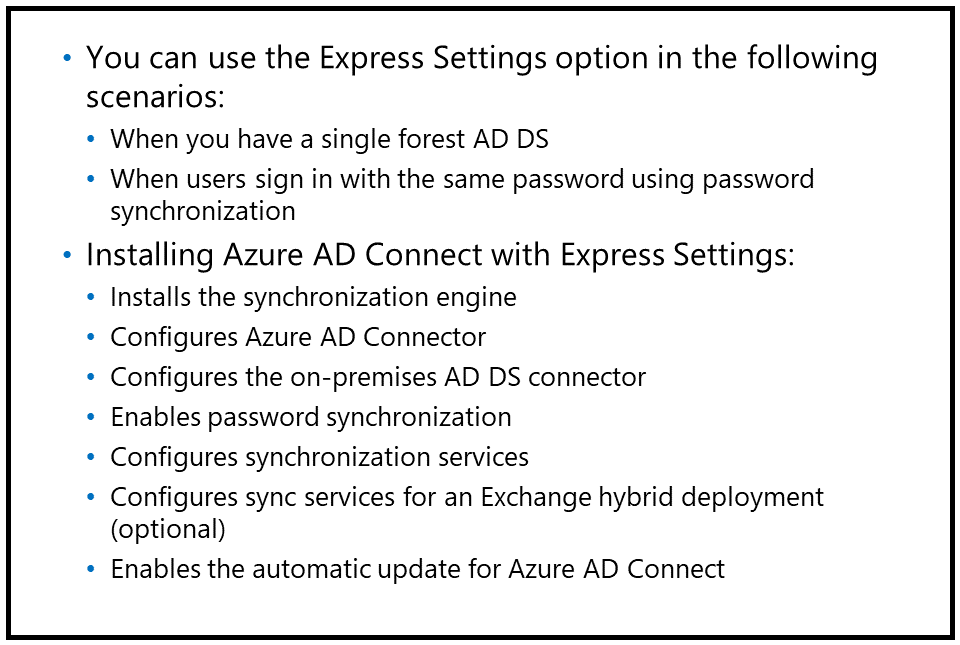 • You can use the Express Settings option in the following
scenarios:
• When you have a single forest AD DS
• When users sign in with the same password using password
synchronization
• Installing Azure AD Connect with Express Settings:
• Installs the synchronization engine
• Configures Azure AD Connector
• Configures the on-premises AD DS connector
• Enables password synchronization
• Configures synchronization services
• Configures sync services for an Exchange hybrid deployment
(optional)
• Enables the automatic update for Azure AD Connect